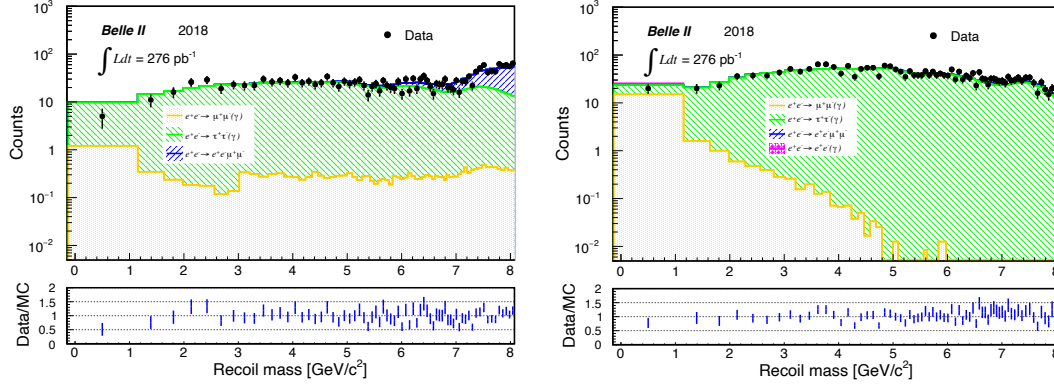 Belle II 2018
∫ Ldt = 276 pb⁻¹
Data
e⁺e⁻→ μ⁺μ⁻(γ)
e⁺e⁻→ τ⁺τ⁻(γ)
e⁺e⁻→ e⁺e⁻μ⁺μ⁻
Counts
10³
10²
10
1
10⁻¹
10⁻²
0 1 2 3 4 5 6 7 8
Data/MC
2
1.5
1
0.5
0
0 1 2 3 4 5 6 7 8
Recoil mass [GeV/c²]
Belle II 2018
∫ Ldt = 276 pb⁻¹
Data
e⁺e⁻→ μ⁺μ⁻(γ)
e⁺e⁻→ τ⁺τ⁻(γ)
e⁺e⁻→ e⁺e⁻μ⁺μ⁻
e⁺e⁻→ e⁺e⁻(γ)
Counts
10³
10²
10
1
10⁻¹
10⁻²
0 1 2 3 4 5 6 7 8
Data/MC
2
1.5
1
0.5
0
0 1 2 3 4 5 6 7 8
Recoil mass [GeV/c²]